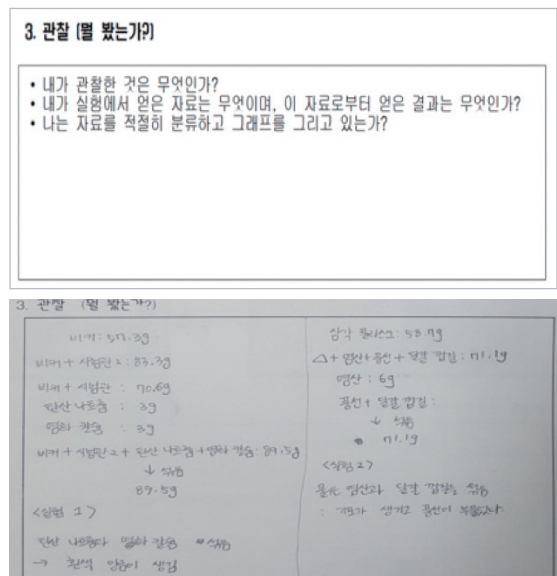 3. 관찰 (뭘 봤는가?)
• 내가 관찰한 것은 무엇인가?
• 내가 실험에서 얻은 자료는 무엇이며, 이 자료로부터 얻은 결과는 무엇인가?
• 나는 자료를 적절히 분류하고 그래프를 그리고 있는가?
3. 관찰 (뭘 봤는가?)
비커: 57.3g
비커 + 시험관2: 83.3g
비커 + 시험관 : 70.6g
탄산 나트륨 : 3g
염화 칼슘 : 3g
비커 + 시험관2 + 탄산 나트륨 + 염화 칼슘: 89.5g
↓ 섞음
89.5g
<실험 1>
탄산 나트륨과 염화 칼슘 섞음
→ 흰색 앙금이 생김
삼각 플라스크: 58.7g
△ + 염산 + 풍선 + 달걀 껍질: 71.1g
염산: 6g
풍선 + 달걀 껍질:
↓ 섞음
71.1g
<실험 2>
묽은 염산과 달걀 껍질을 섞음
: 기포가 생기고 풍선이 부풀었다.